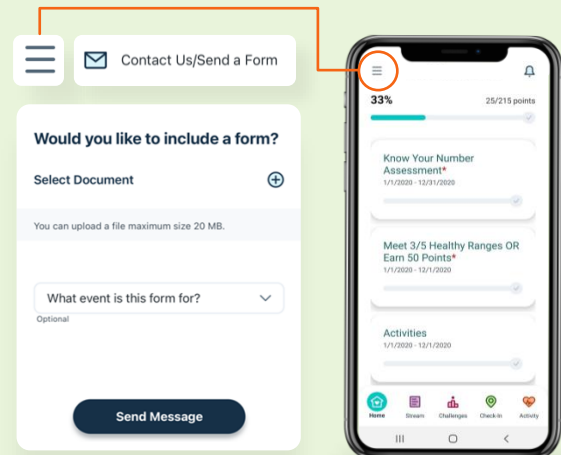 Contact Us/Send a Form
Would you like to include a form?
Select Document
You can upload a file maximum size 20 MB.
What event is this form for?
Optional
Send Message
33%
25/215 points
Know Your Number
Assessment*
1/1/2020 - 12/31/2020
Meet 3/5 Healthy Ranges OR
Earn 50 Points*
1/1/2020 - 12/1/2020
Activities
1/1/2020 - 12/1/2020
Home Stream Challenges Check-In Activity